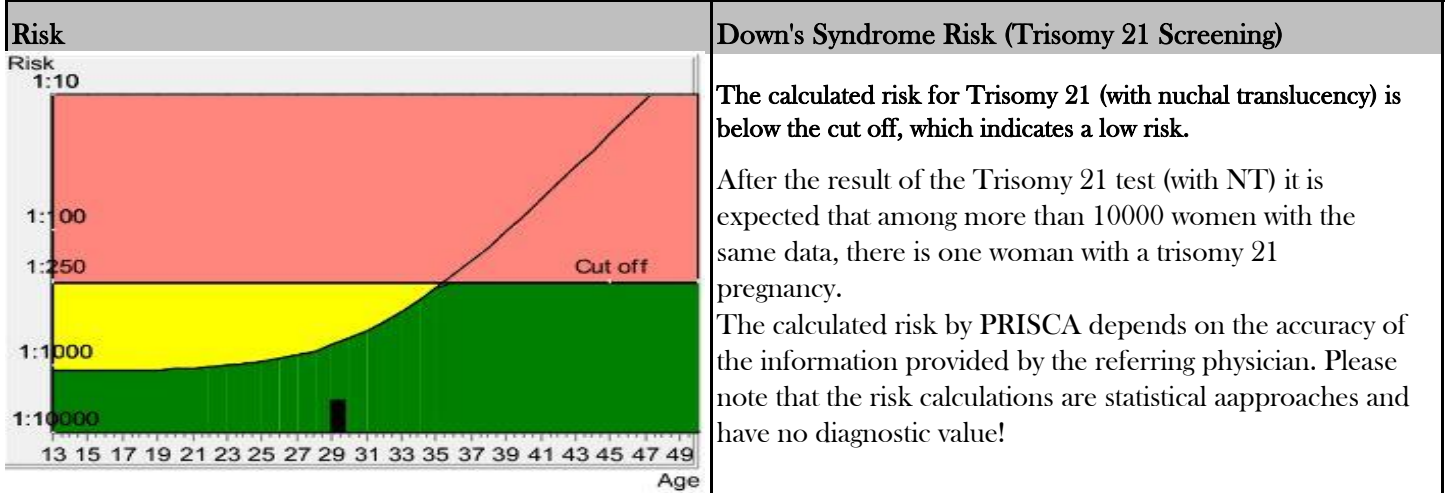 Risk
Risk
1:10
1:100
1:250
Cut off
1:1000
1:10000
13 15 17 19 21 23 25 27 29 31 33 35 37 39 41 43 45 47 49
Age
Down's Syndrome Risk (Trisomy 21 Screening)
The calculated risk for Trisomy 21 (with nuchal translucency) is
below the cut off, which indicates a low risk.
After the result of the Trisomy 21 test (with NT) it is
expected that among more than 10000 women with the
same data, there is one woman with a trisomy 21
pregnancy.
The calculated risk by PRISCA depends on the accuracy of
the information provided by the referring physician. Please
note that the risk calculations are statistical aapproaches and
have no diagnostic value!